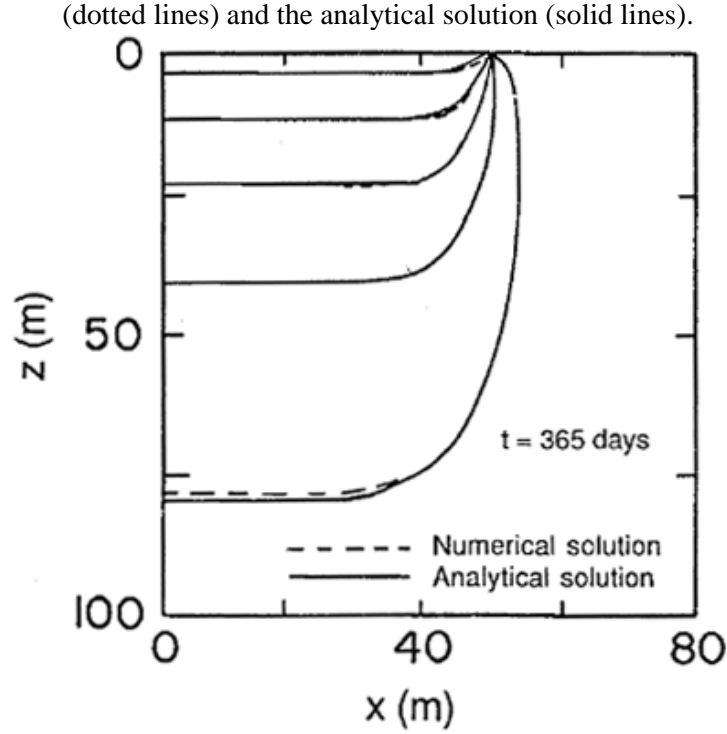 (dotted lines) and the analytical solution (solid lines).
0
50
100
z (m)
t = 365 days
Numerical solution
Analytical solution
0
40
80
x (m)